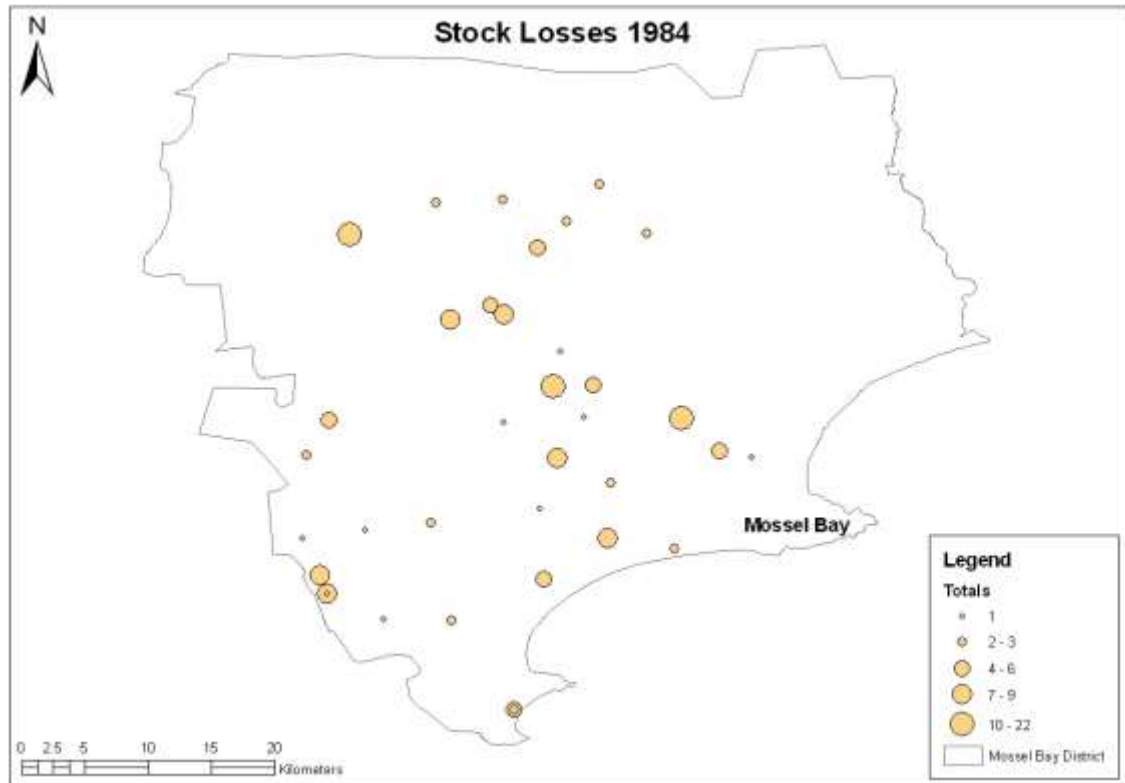 Stock Losses 1984
N
Mossel Bay
Legend
Totals
1
2 - 3
4 - 6
7 - 9
10 - 22
Mossel Bay District
0 2.5 5 10 15 20
Kilometers